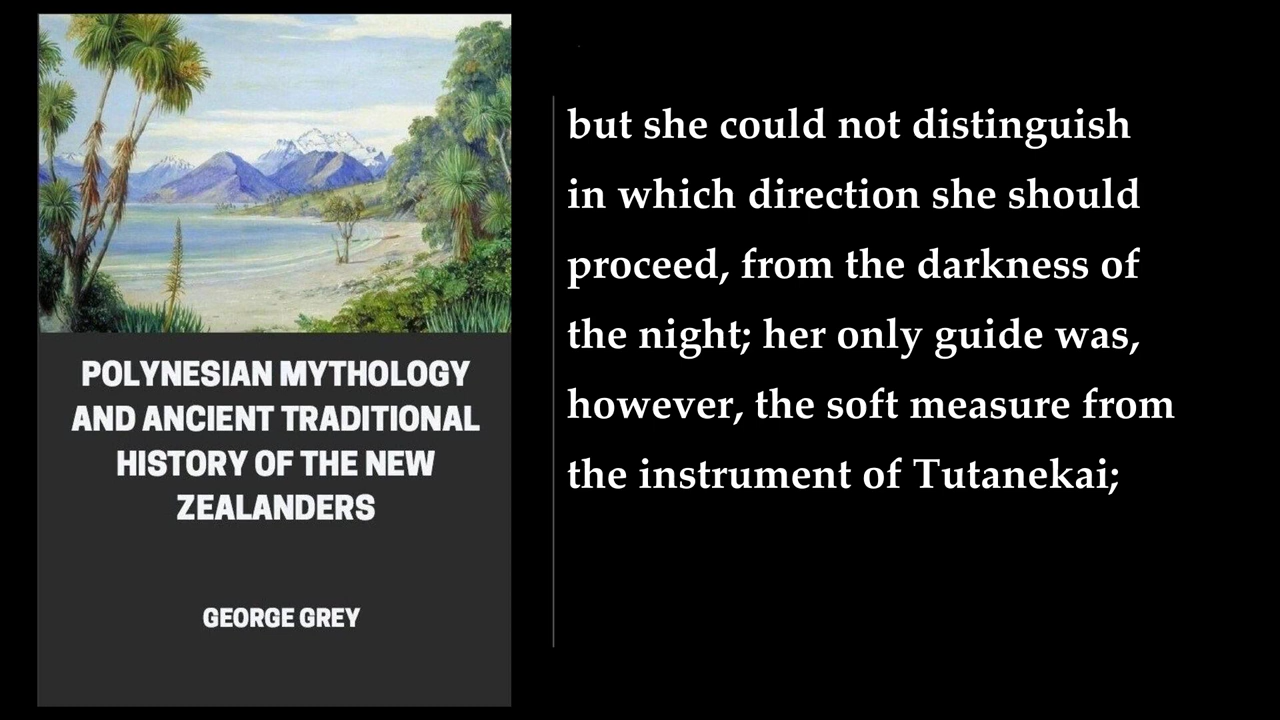 POLYNESIAN MYTHOLOGY
AND ANCIENT TRADITIONAL
HISTORY OF THE NEW
ZEALANDERS
GEORGE GREY
but she could not distinguish
in which direction she should
proceed, from the darkness of
the night; her only guide was,
however, the soft measure from
the instrument of Tutanekai;